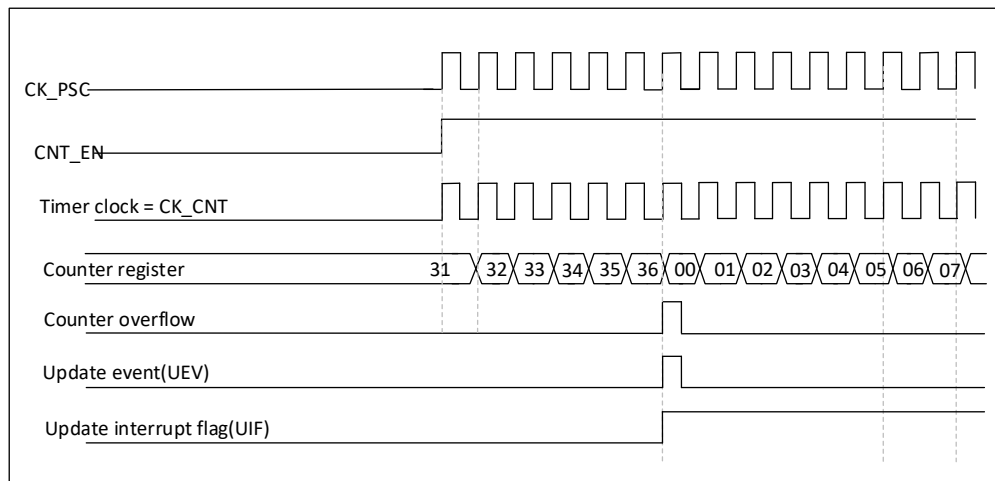 CK_PSC
CNT_EN
Timer clock = CK_CNT
Counter register 31 32 33 34 35 36 00 01 02 03 04 05 06 07
Counter overflow
Update event(UEV)
Update interrupt flag(UIF)